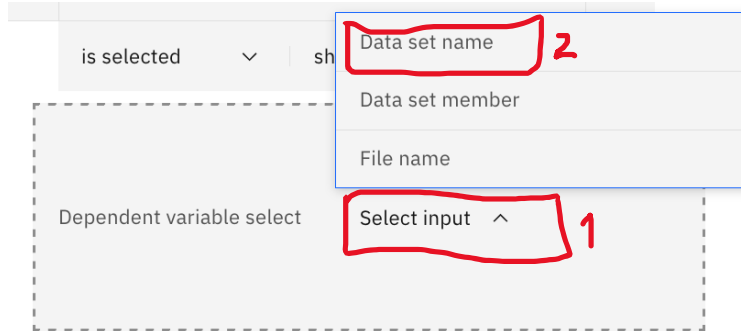 is selected
sh
Data set name
2
Data set member
File name
Dependent variable select
Select input
1